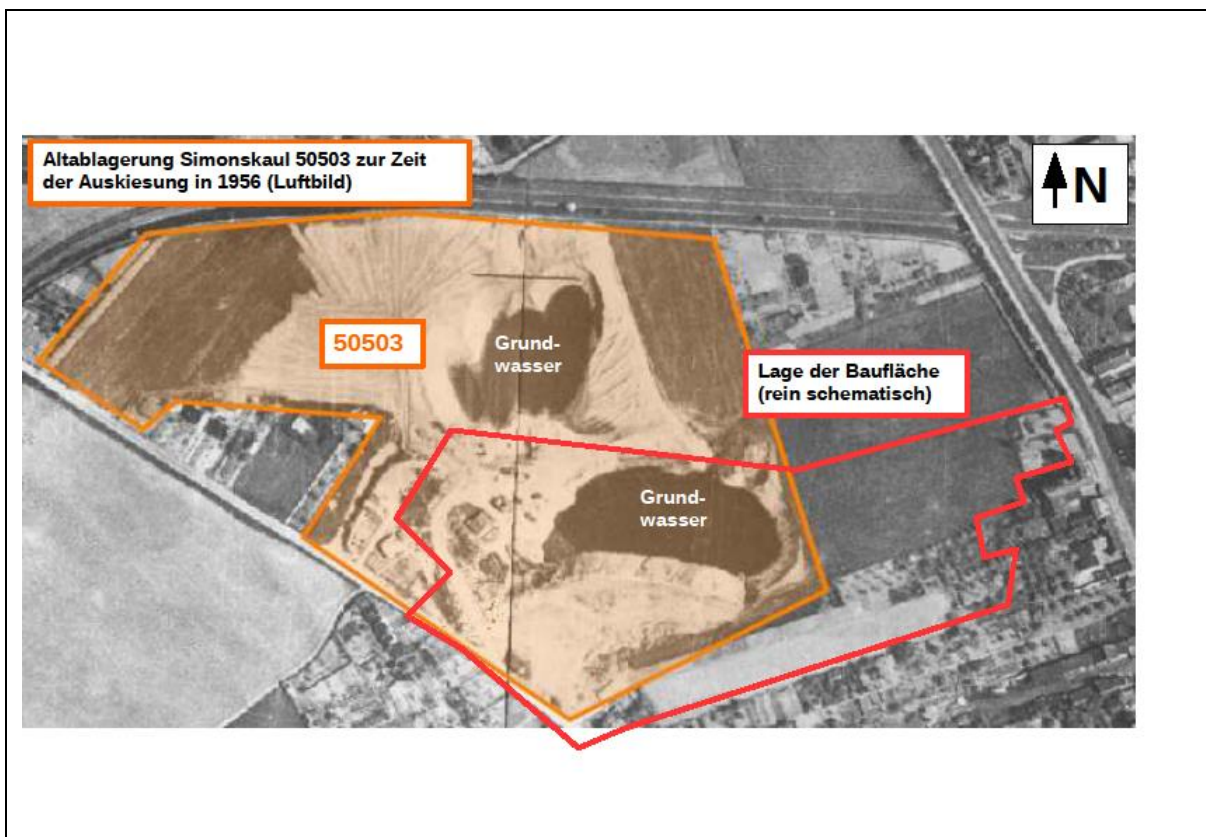 Altablagerung Simonskaul 50503 zur Zeit
der Auskiesung in 1956 (Luftbild)
N
50503
Grund-
wasser
Lage der Baufläche
(rein schematisch)
Grund-
wasser